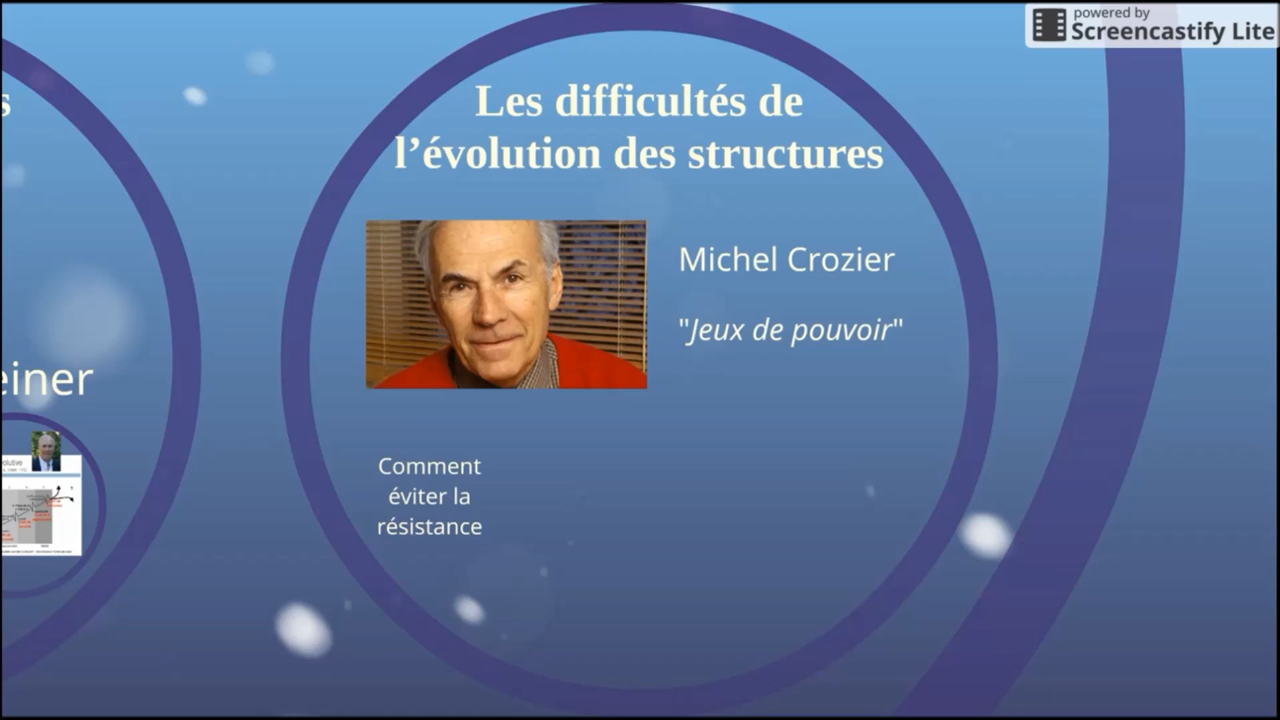 powered by
Screencastify Lite
s
Les difficultés de
l’évolution des structures
Michel Crozier
"Jeux de pouvoir"
einer
Comment
éviter la
résistance